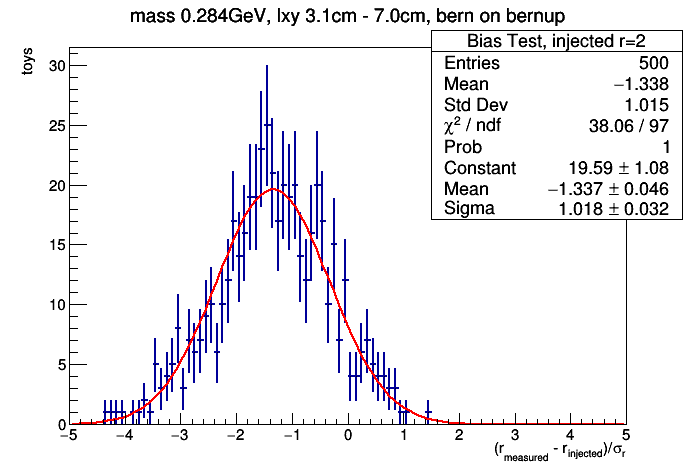 mass 0.284GeV, lxy 3.1cm - 7.0cm, bern on bernup
Bias Test, injected r=2
Entries 500
Mean −1.338
Std Dev 1.015
χ² / ndf 38.06 / 97
Prob 1
Constant 19.59 ± 1.08
Mean −1.337 ± 0.046
Sigma 1.018 ± 0.032
toys
30
25
20
15
10
5
0
−5 −4 −3 −2 −1 0 1 2 3 4 5
(r_measured - r_injected)/σ_r